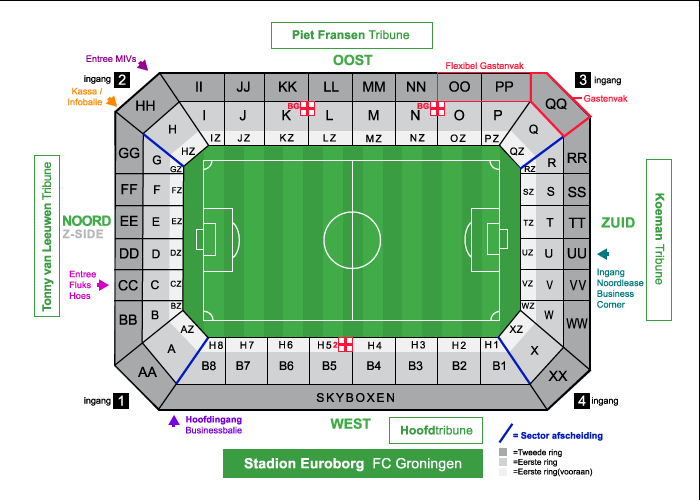 Piet Fransen Tribune
OOST
Entree MIVs
Flexibel Gastenvak
ingang 2
3 ingang
Kassa /
Infobalie
Gastenvak
HH II JJ KK LL MM NN OO PP QQ
BG BG
H I J K L M N O P Q
HZ IZ JZ KZ LZ MZ NZ OZ PZ QZ
GG G GZ
RZ R RR
FF F FZ
SZ S SS
EE E EZ
TZ T TT
DD D DZ
UZ U UU
CC C CZ
VZ V VV
BB B BZ
WZ W WW
AA A AZ
XZ X XX
Tonny van Leeuwen Tribune
NOORD
Z-SIDE
Entree
Fluks
Hoes
ZUID
Koeman Tribune
Ingang
Noordlease
Business
Corner
H8 H7 H6 H5 2 H4 H3 H2 H1
B8 B7 B6 B5 B4 B3 B2 B1
SKYBOXEN
ingang 1
4 ingang
Hoofdingang
Businessbalie
WEST
Hoofdtribune
Stadion Euroborg FC Groningen
= Sector afscheiding
=Tweede ring
=Eerste ring
=Eerste ring(vooraan)